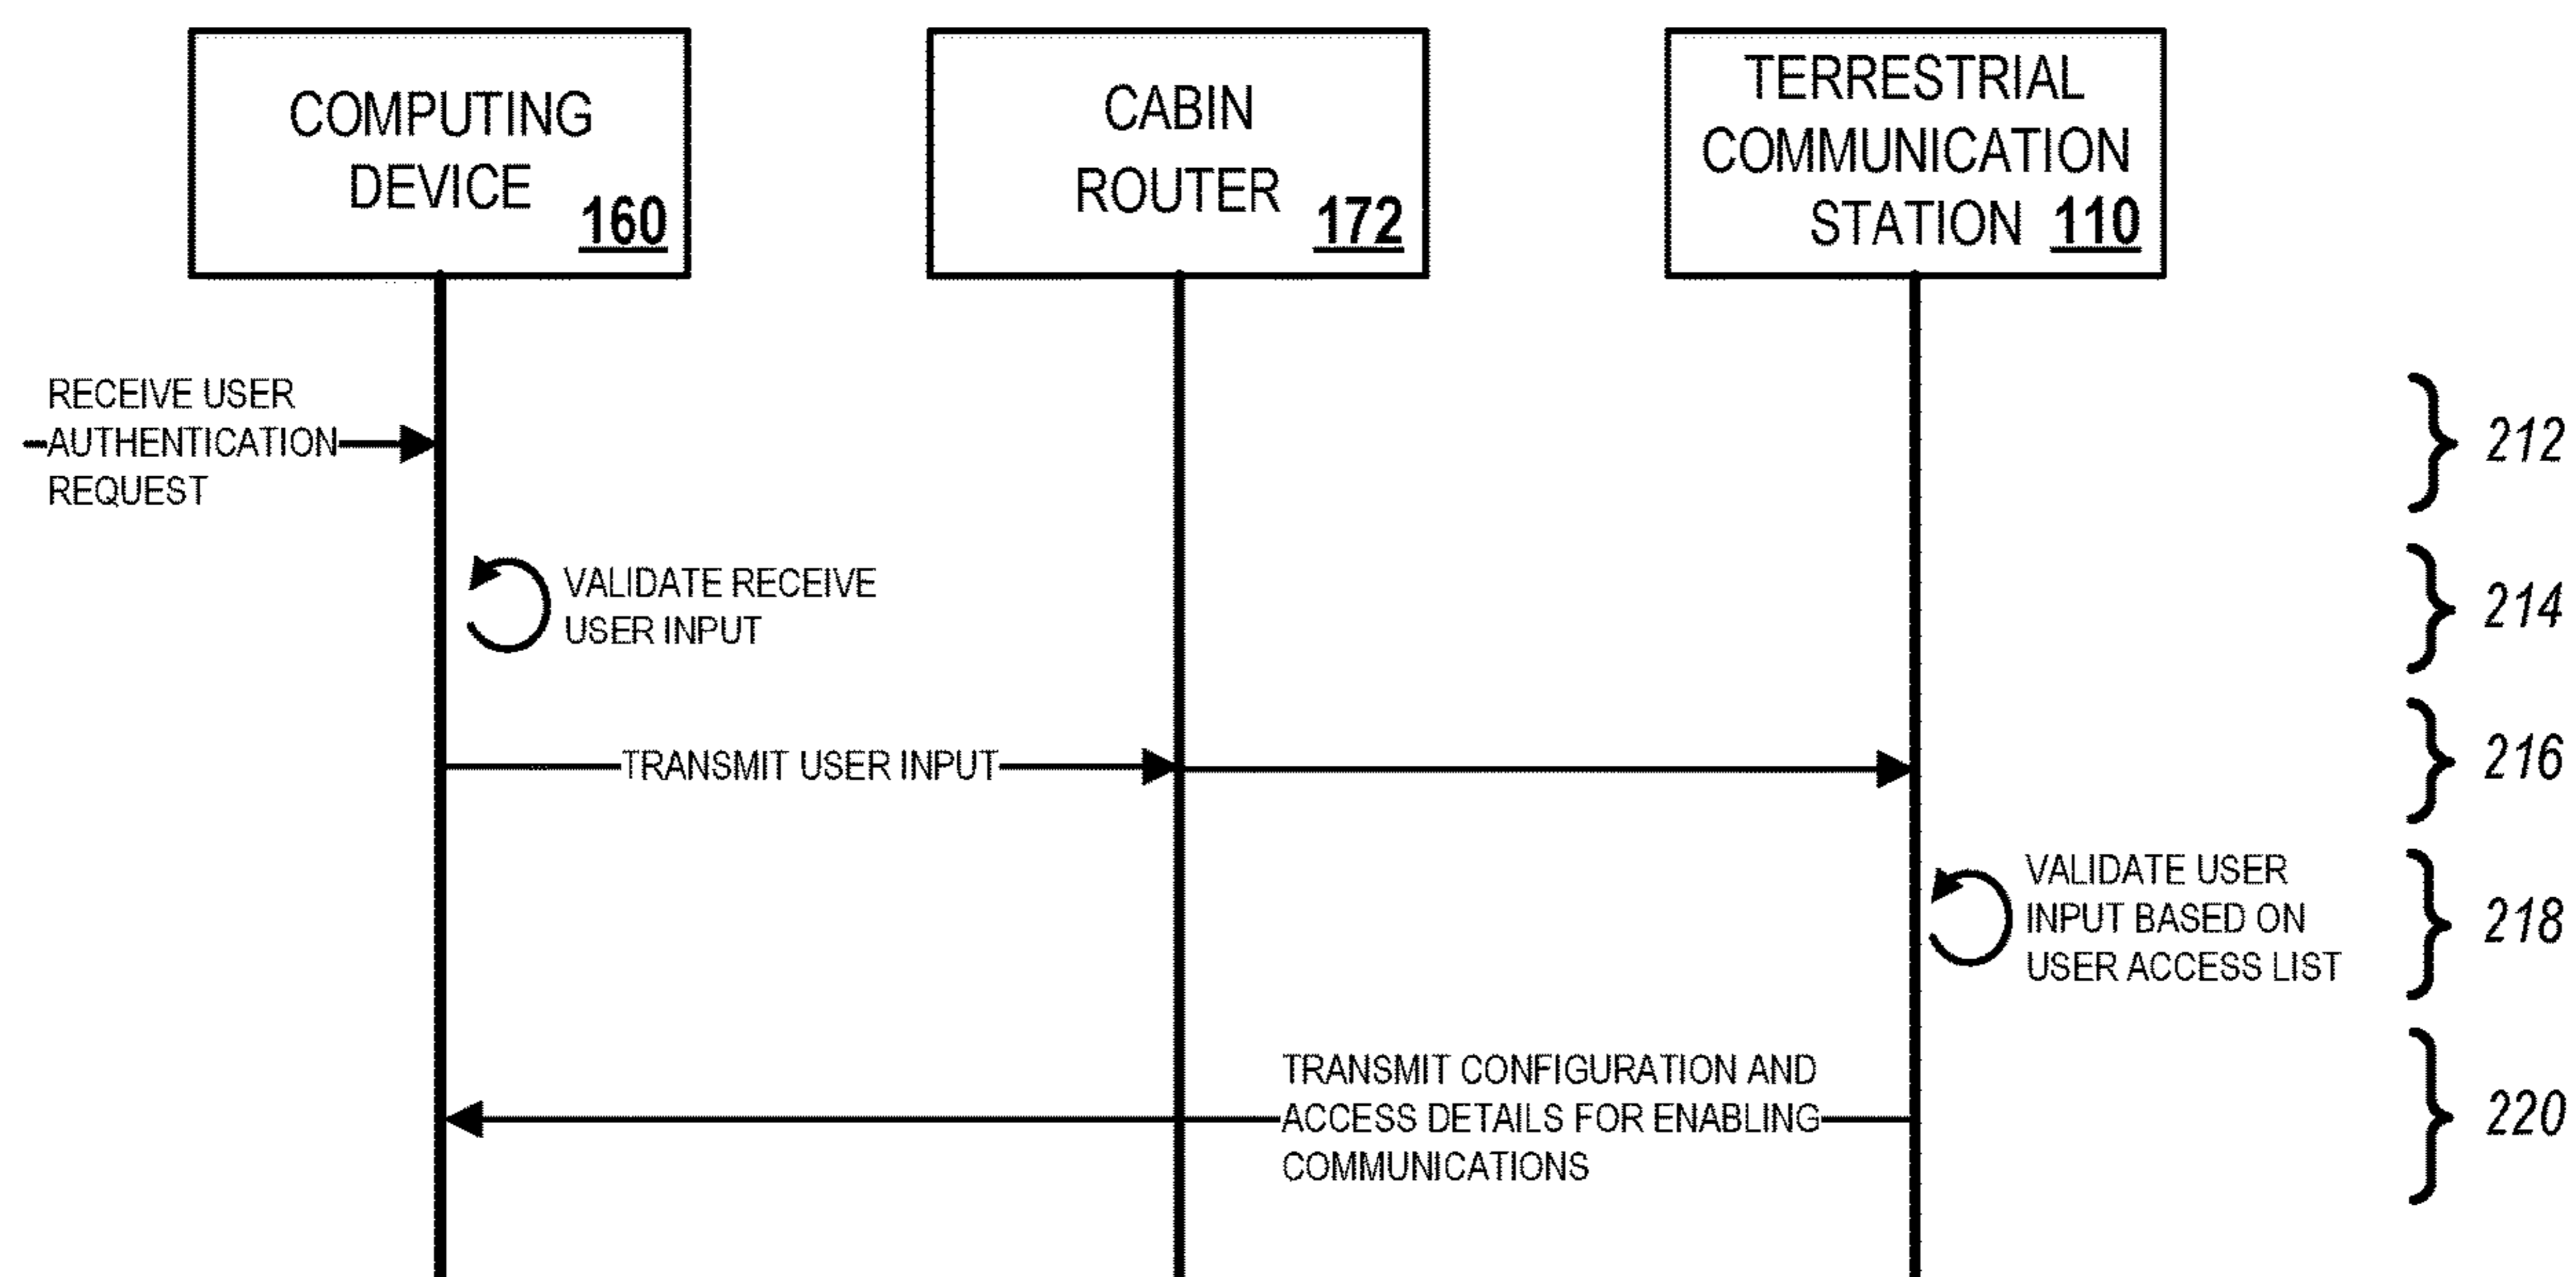 COMPUTING
DEVICE 160
CABIN
ROUTER 172
TERRESTRIAL
COMMUNICATION
STATION 110
RECEIVE USER
AUTHENTICATION
REQUEST
212
VALIDATE RECEIVE
USER INPUT
214
TRANSMIT USER INPUT
216
VALIDATE USER
INPUT BASED ON
USER ACCESS LIST
218
TRANSMIT CONFIGURATION AND
ACCESS DETAILS FOR ENABLING
COMMUNICATIONS
220